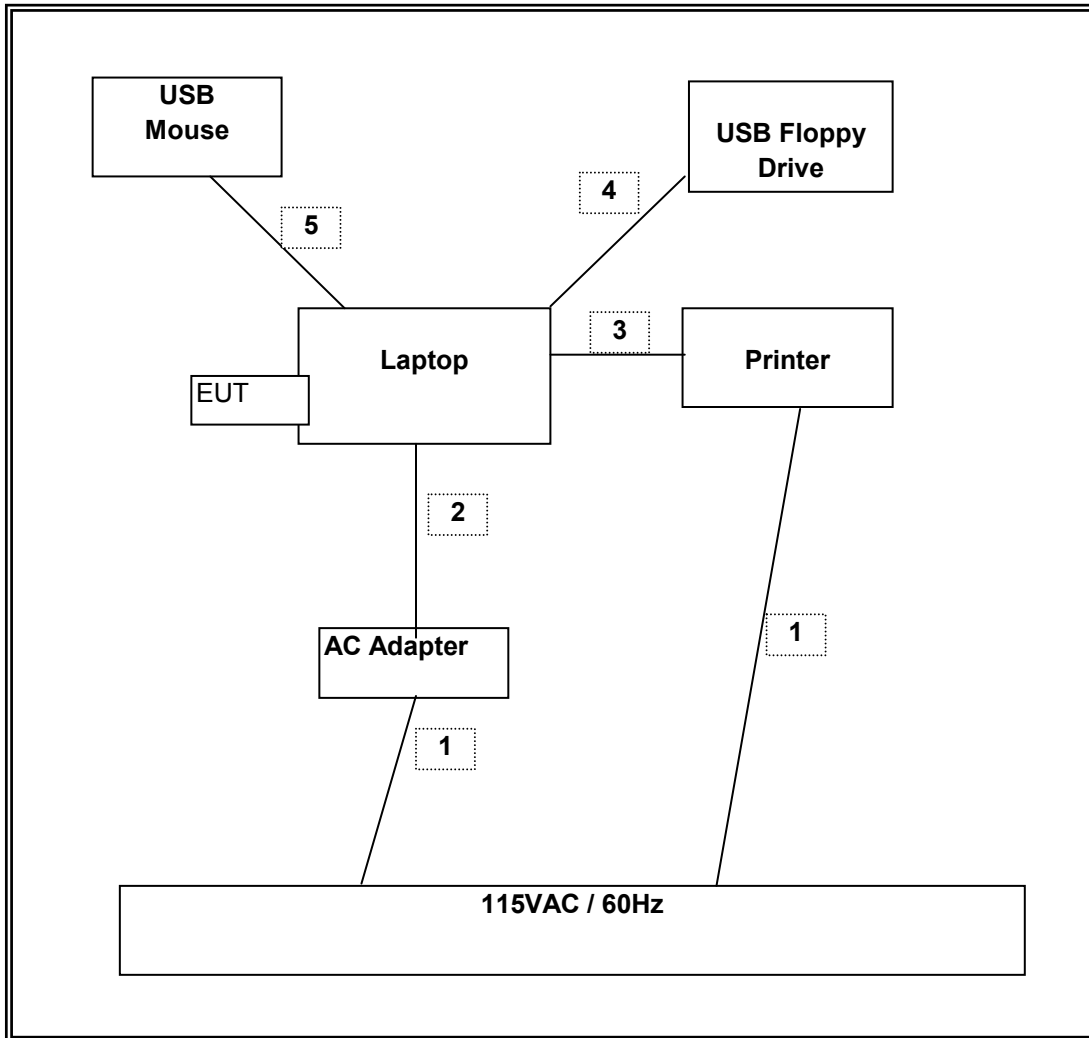 USB
Mouse
USB Floppy
Drive
4
5
3
Laptop
Printer
EUT
2
1
AC Adapter
1
115VAC / 60Hz